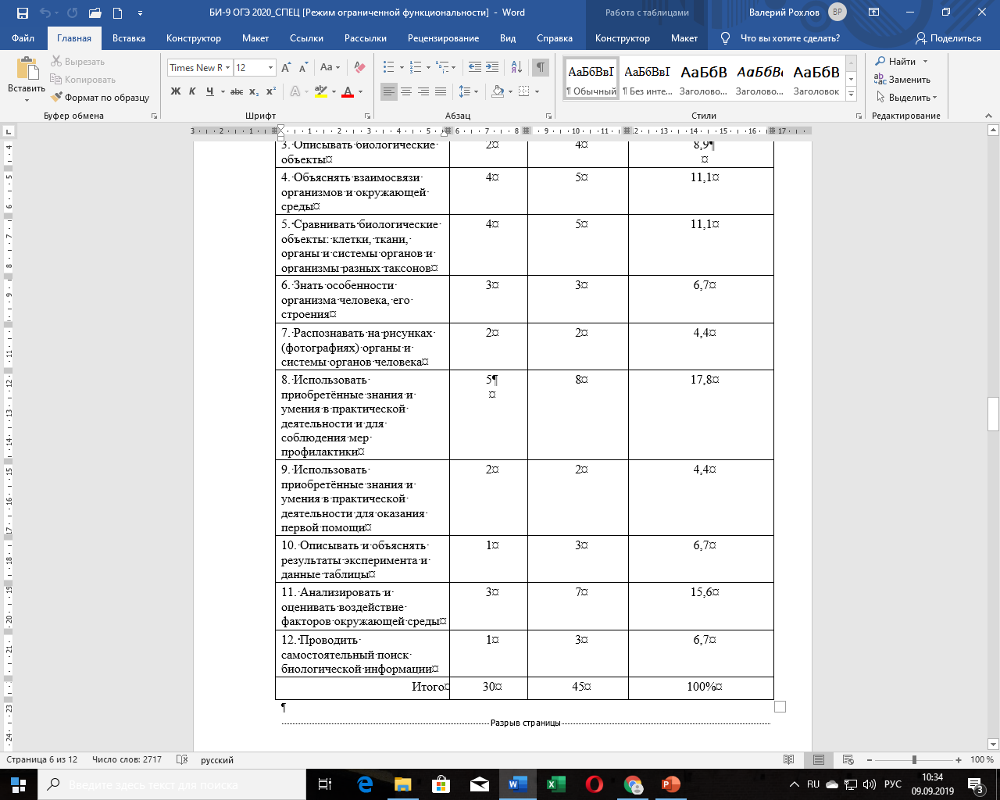 БИ-9 ОГЭ 2020_СПЕЦ [Режим ограниченной функциональности] - Word
Работа с таблицами
Валерий Рохлов
ВР
Файл
Главная
Вставка
Конструктор
Макет
Ссылки
Рассылки
Рецензирование
Вид
Справка
Конструктор
Макет
Что вы хотите сделать?
Поделиться
Вставить
Вырезать
Копировать
Формат по образцу
Буфер обмена
Times New R
12
Ж К Ч abc x₂ x²
Шрифт
Абзац
АаБбВвГ АаБбВвГ АаБбВ АаБбВ АаБбВ
¶ Обычный ¶ Без инте... Заголово... Заголово... Заголовок
Стили
Найти
Заменить
Выделить
Редактирование
3. Описывать биологические 2¤ 4¤ 8,9¶
объекты¤ ¤
4. Объяснять взаимосвязи 4¤ 5¤ 11,1¤
организмов и окружающей
среды¤
5. Сравнивать биологические 4¤ 5¤ 11,1¤
объекты: клетки, ткани,
органы и системы органов и
организмы разных таксонов¤
6. Знать особенности 3¤ 3¤ 6,7¤
организма человека, его
строения¤
7. Распознавать на рисунках 2¤ 2¤ 4,4¤
(фотографиях) органы и
системы органов человека¤
8. Использовать 5¶ 8¤ 17,8¤
приобретённые знания и ¤
умения в практической
деятельности и для
соблюдения мер
профилактики¤
9. Использовать 2¤ 2¤ 4,4¤
приобретённые знания и
умения в практической
деятельности для оказания
первой помощи¤
10. Описывать и объяснять 1¤ 3¤ 6,7¤
результаты эксперимента и
данные таблицы¤
11. Анализировать и 3¤ 7¤ 15,6¤
оценивать воздействие
факторов окружающей среды¤
12. Проводить 1¤ 3¤ 6,7¤
самостоятельный поиск
биологической информации¤
Итого¤ 30¤ 45¤ 100%¤
¶
Разрыв страницы
Страница 6 из 12
Число слов: 2717
русский
100 %
Введите здесь текст для поиска
RU
РУС
10:34
09.09.2019
3